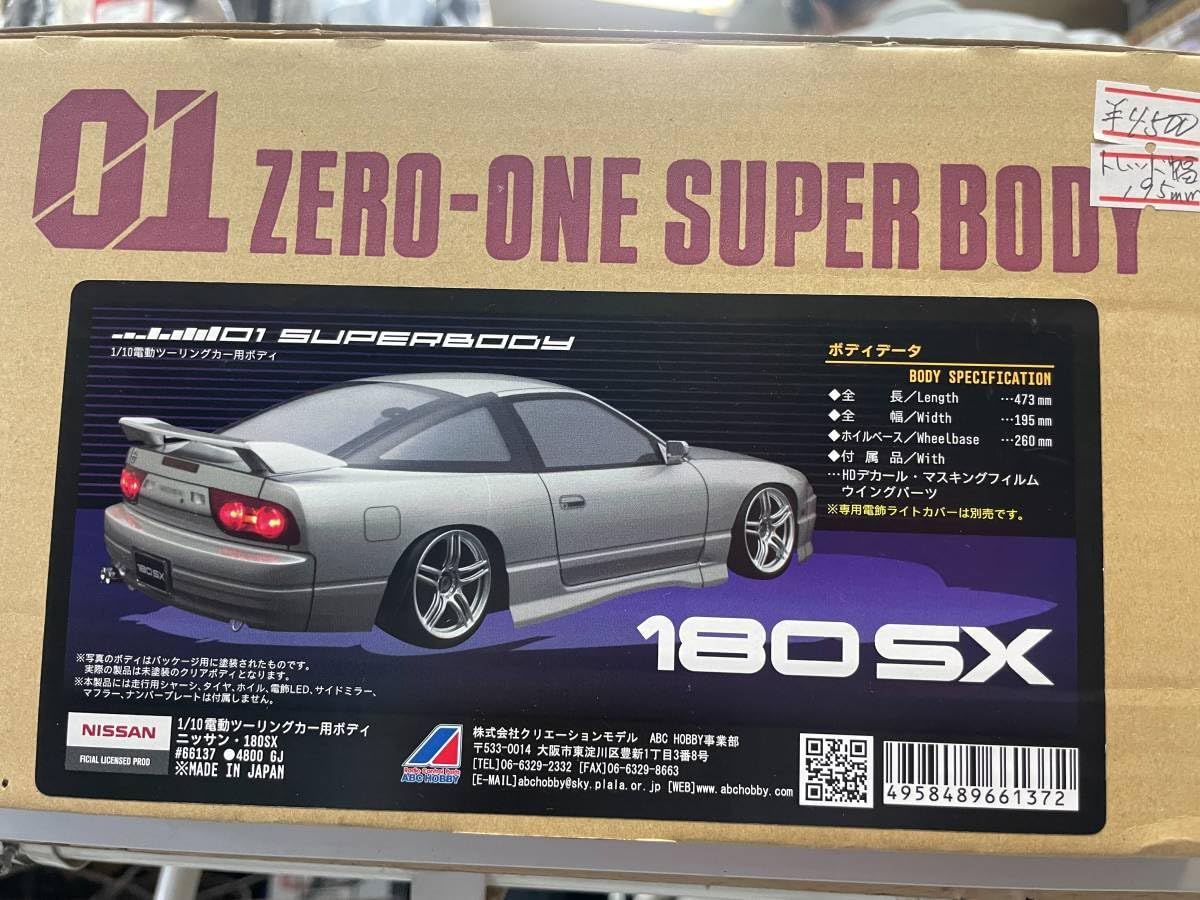 01 ZERO-ONE SUPER BODY
¥4500
トレッド幅
195mm
01 SUPERBODY
1/10電動ツーリングカー用ボディ
ボディデータ
BODY SPECIFICATION
◆全 長/Length …473mm
◆全 幅/Width …195mm
◆ホイルベース/Wheelbase …260mm
◆付 属 品/With
…HDデカール・マスキングフィルム
ウイングパーツ
※専用電飾ライトカバーは別売です。
180SX
180SX
※写真のボディはパッケージ用に塗装されたものです。
実際の製品は未塗装のクリアボディとなります。
※本製品には走行用シャーシ、タイヤ、ホイル、電飾LED、サイドミラー、
マフラー、ナンバープレートは付属しません。
NISSAN
FICIAL LICENSED PROD
1/10電動ツーリングカー用ボディ
ニッサン・180SX
#66137 ●4800 GJ
※MADE IN JAPAN
Radio Control Parts
ABC HOBBY
株式会社クリエーションモデル ABC HOBBY事業部
〒533-0014 大阪市東淀川区豊新1丁目3番8号
[TEL]06-6329-2332 [FAX]06-6329-8663
[E-MAIL]abchobby@sky.plala.or.jp [WEB]www.abchobby.com
4958489661372